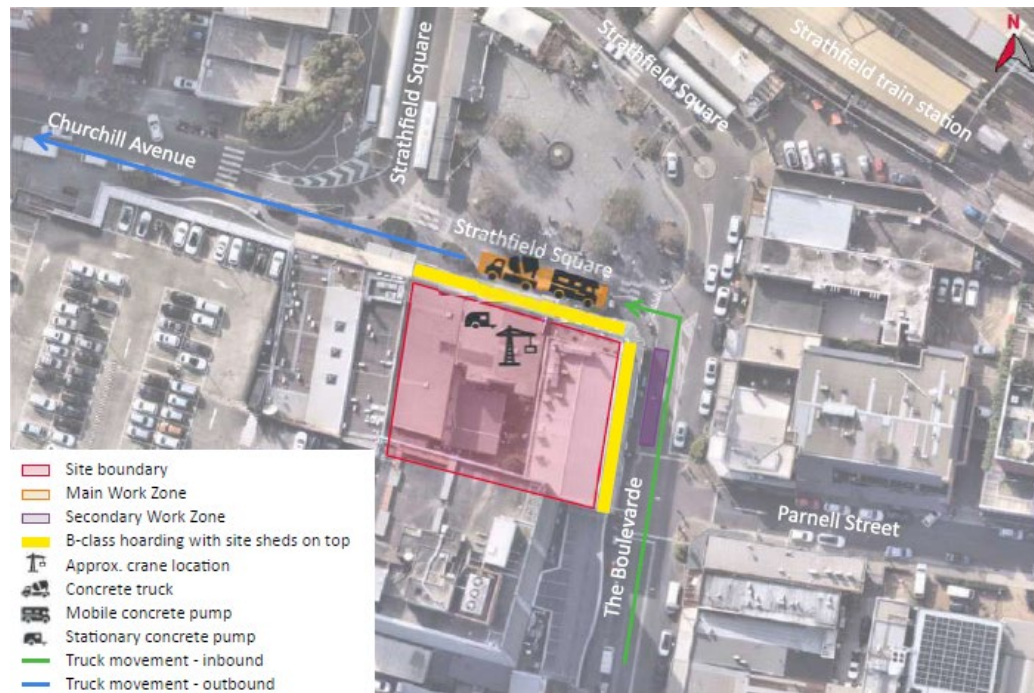 N
Strathfield Square
Strathfield train station
Strathfield Square
Churchill Avenue
Strathfield Square
Parnell Street
The Boulevarde
Site boundary
Main Work Zone
Secondary Work Zone
B-class hoarding with site sheds on top
Approx. crane location
Concrete truck
Mobile concrete pump
Stationary concrete pump
Truck movement - inbound
Truck movement - outbound